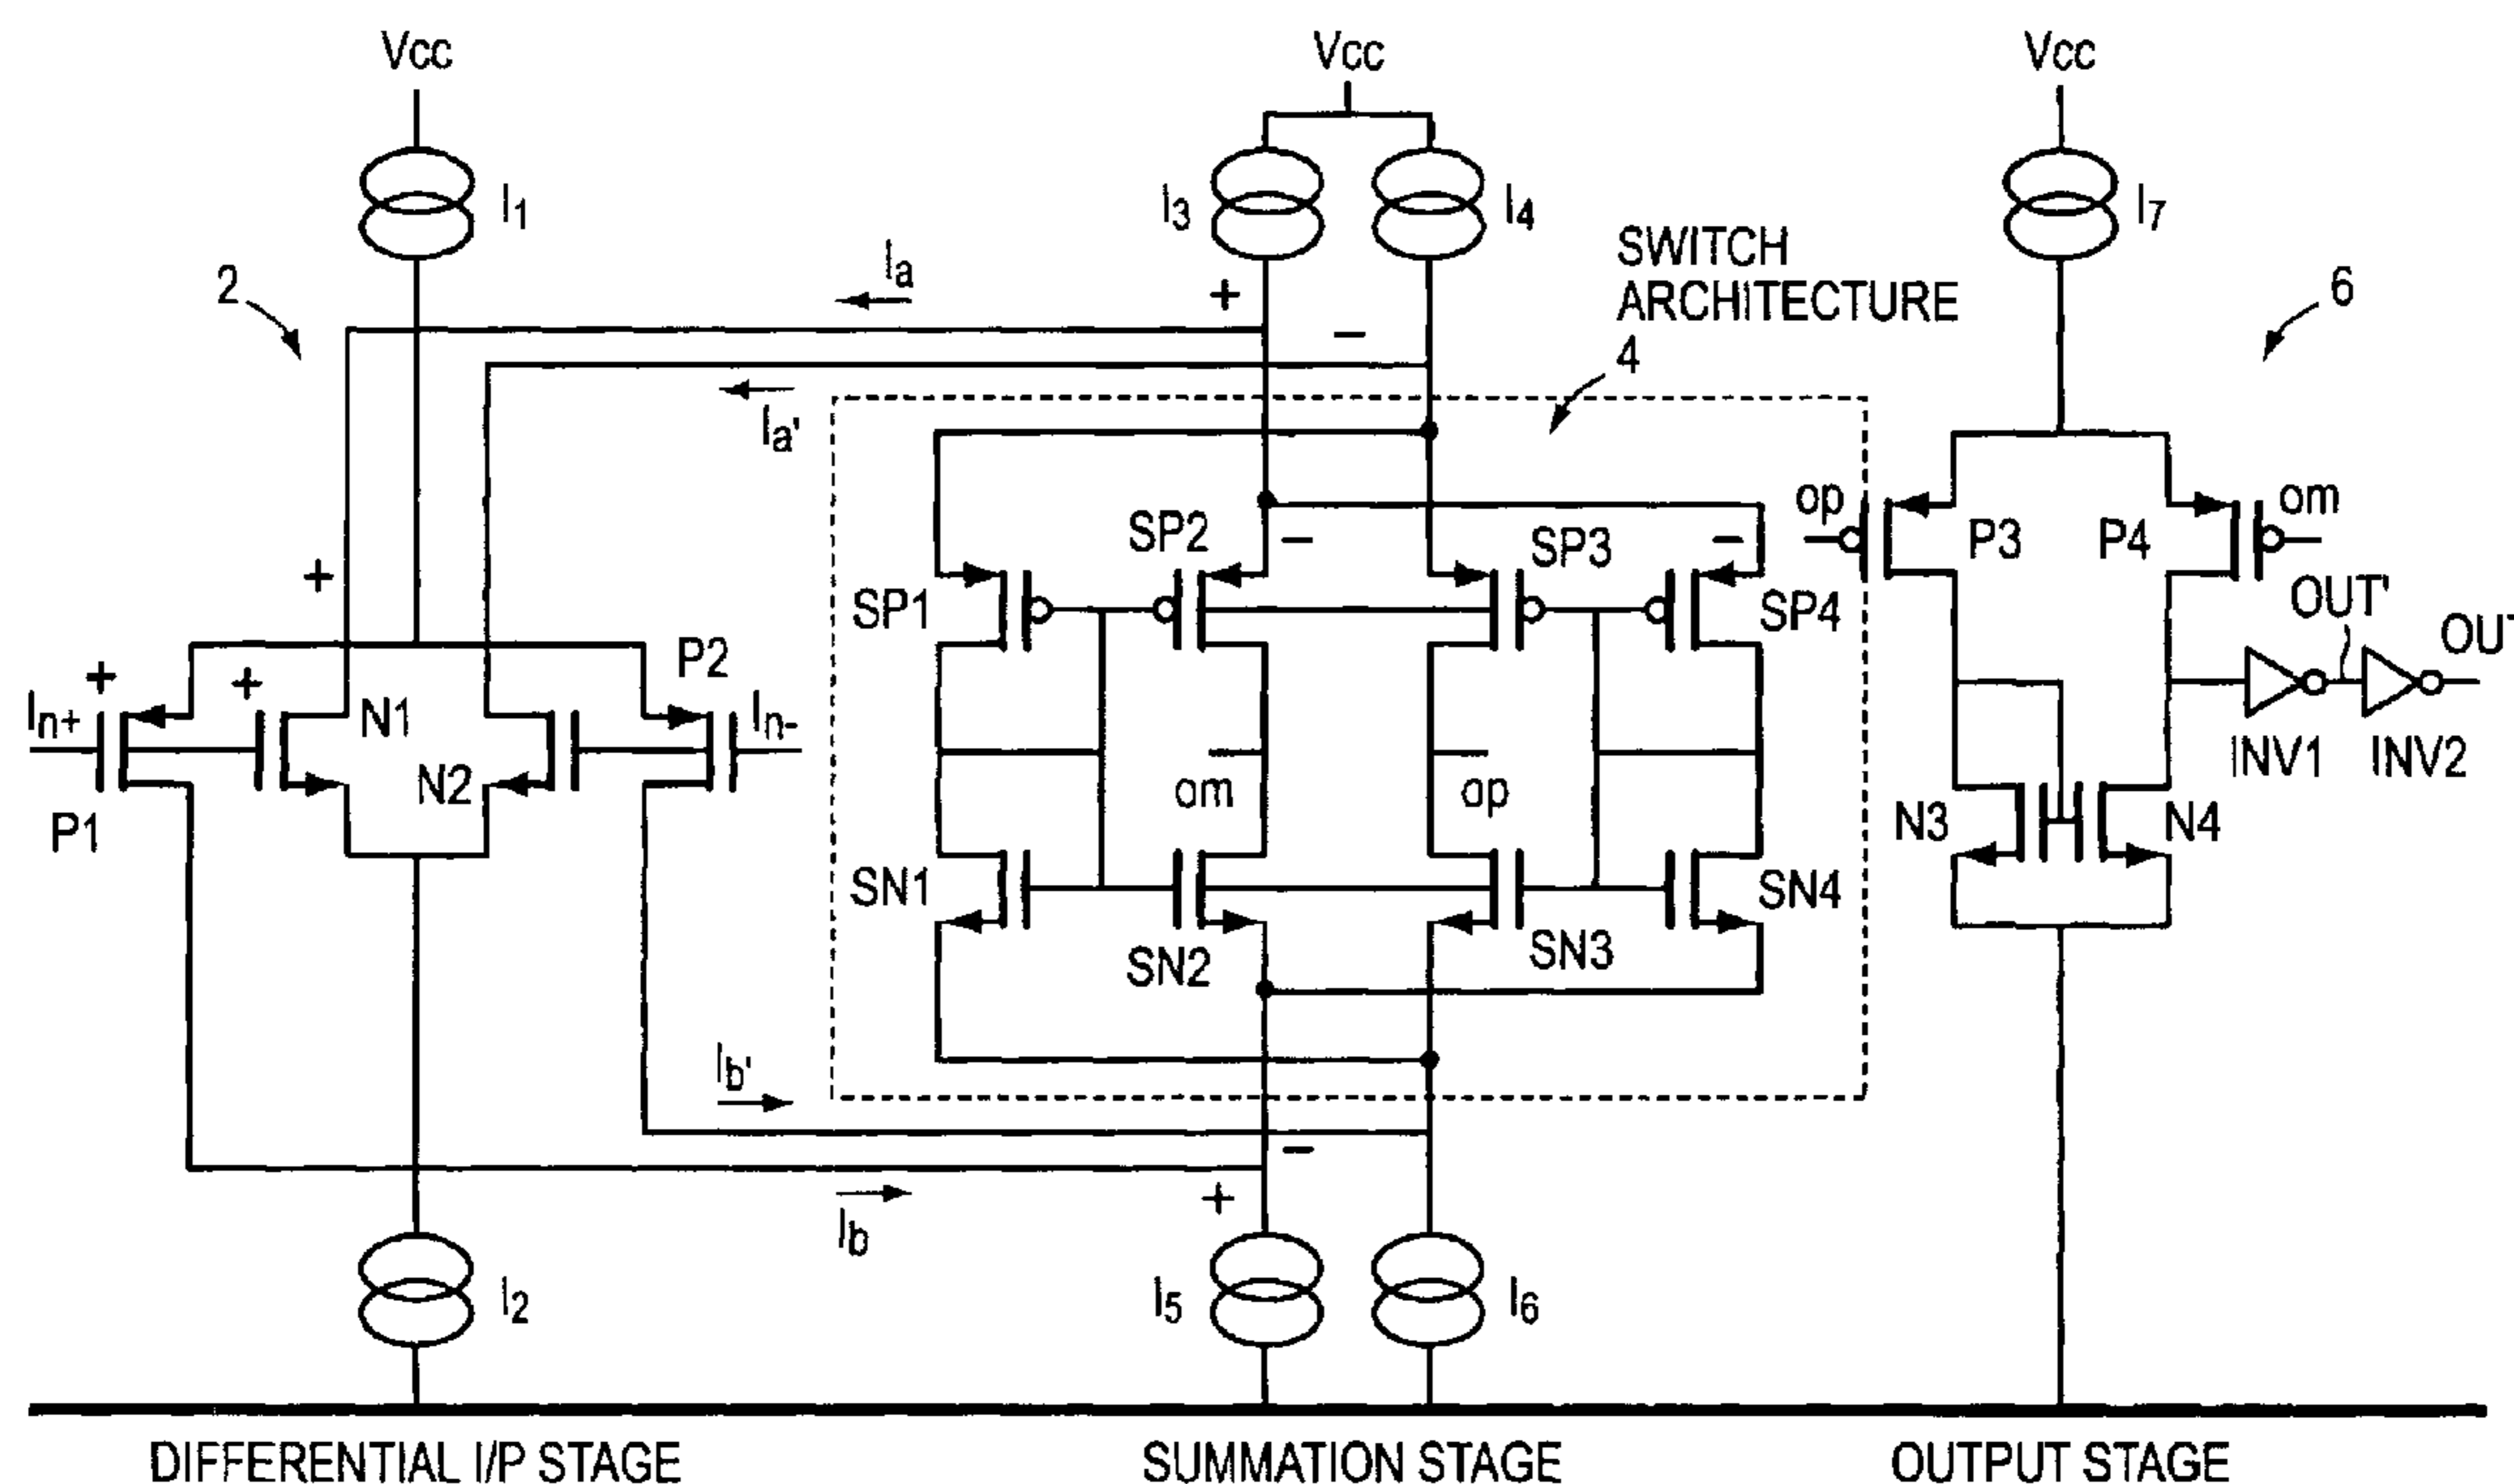 Vcc
Vcc
Vcc
I1
I3
I4
I7
SWITCH
ARCHITECTURE
2
Ia
+
6
−
4
Ia'
op
om
SP2
−
SP3
−
P3
P4
+
SP1
SP4
OUT'
OU
+
+
P2
In+
N1
In-
INV1
INV2
N2
om
op
P1
N3
N4
SN1
SN4
SN2
SN3
Ib'
−
Ib
+
I2
I5
I6
DIFFERENTIAL I/P STAGE
SUMMATION STAGE
OUTPUT STAGE